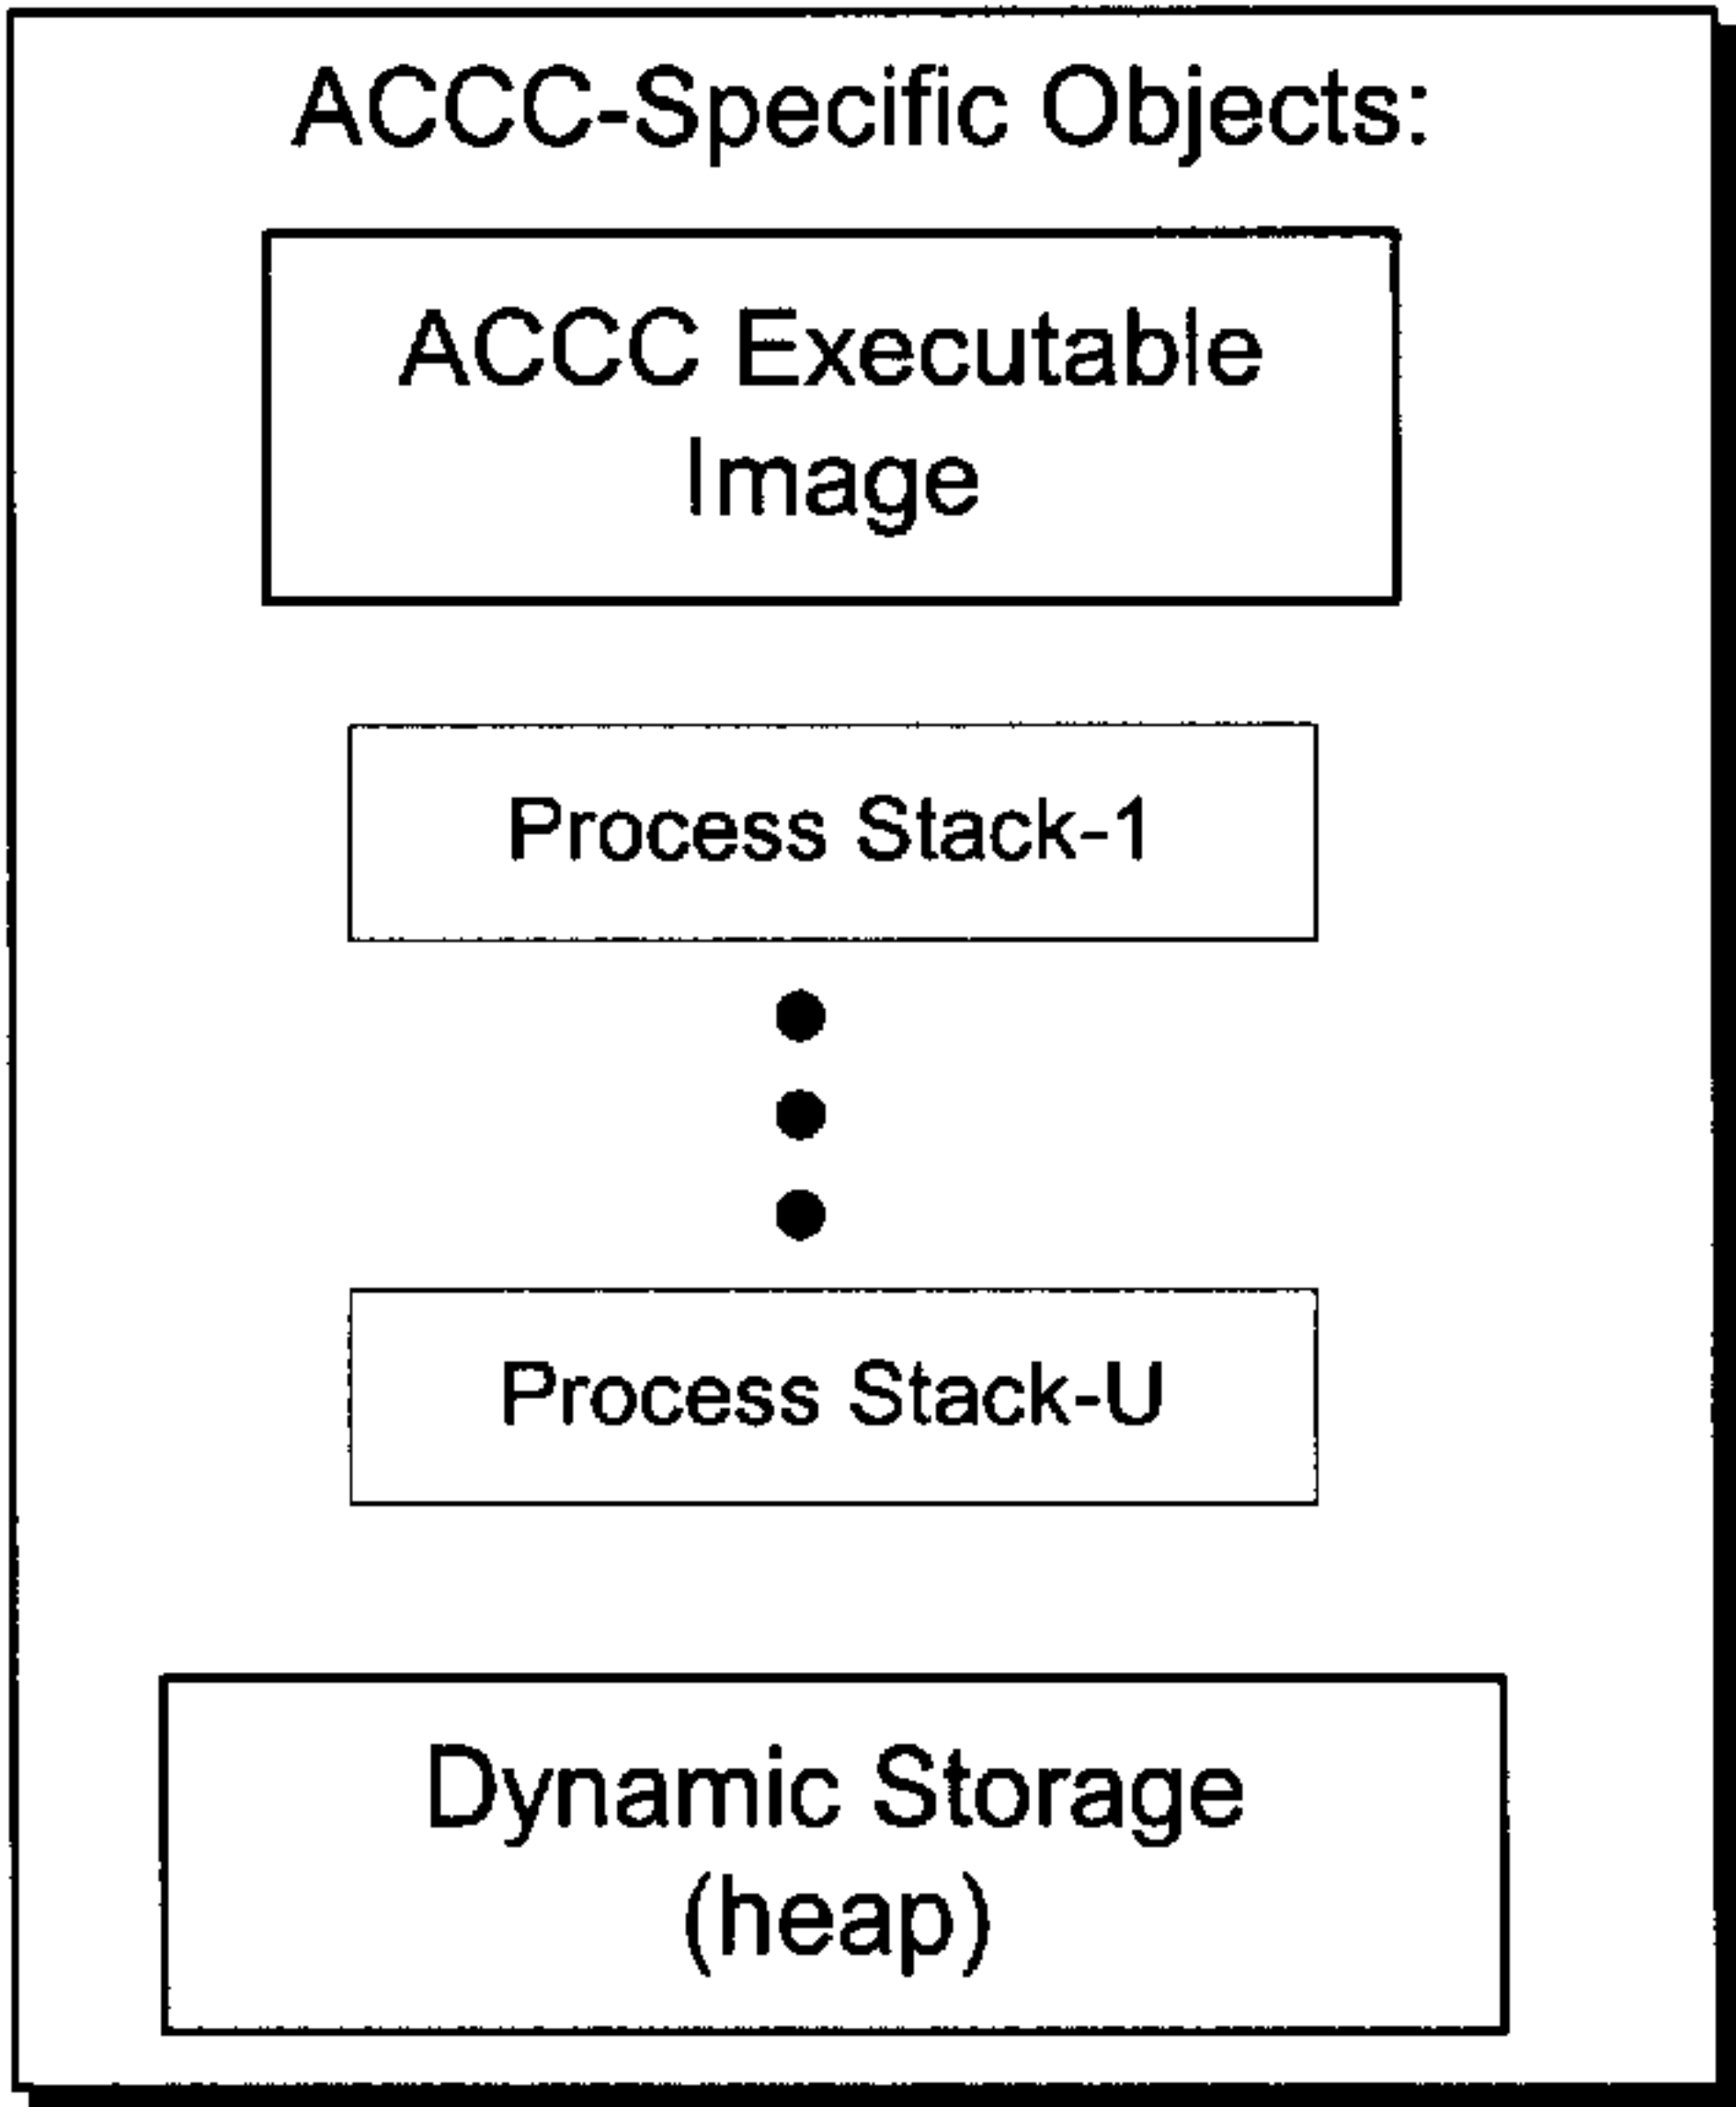 ACCC-Specific Objects:
ACCC Executable
Image
Process Stack-1
Process Stack-U
Dynamic Storage
(heap)